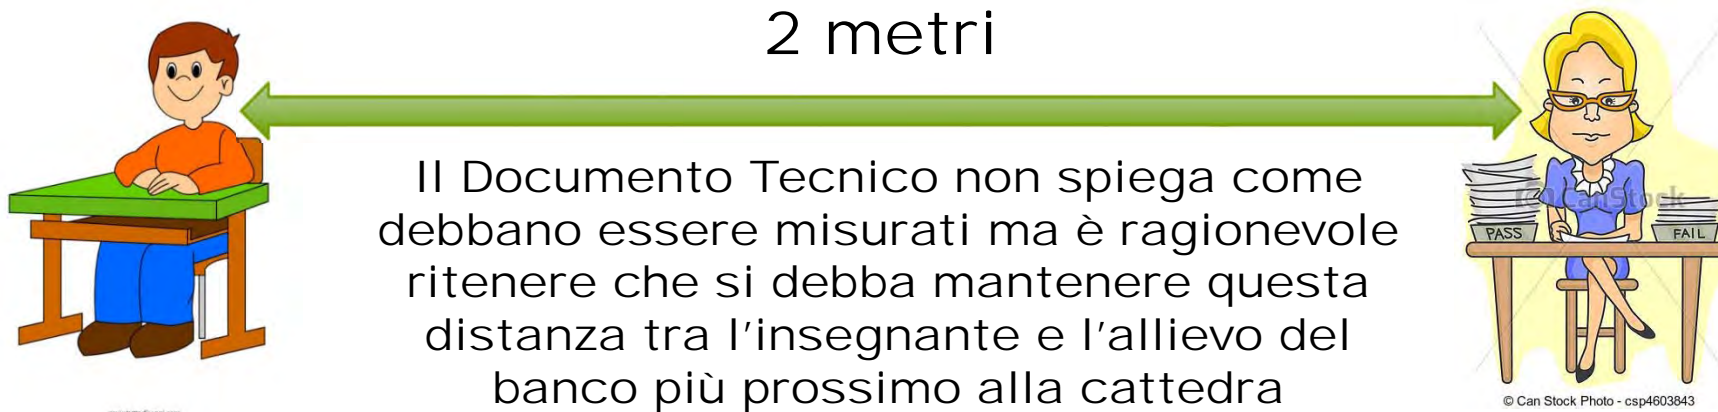 2 metri
Il Documento Tecnico non spiega come
debbano essere misurati ma è ragionevole
ritenere che si debba mantenere questa
distanza tra l'insegnante e l'allievo del
banco più prossimo alla cattedra
CanStock
PASS
FAIL
© Can Stock Photo - csp4603843